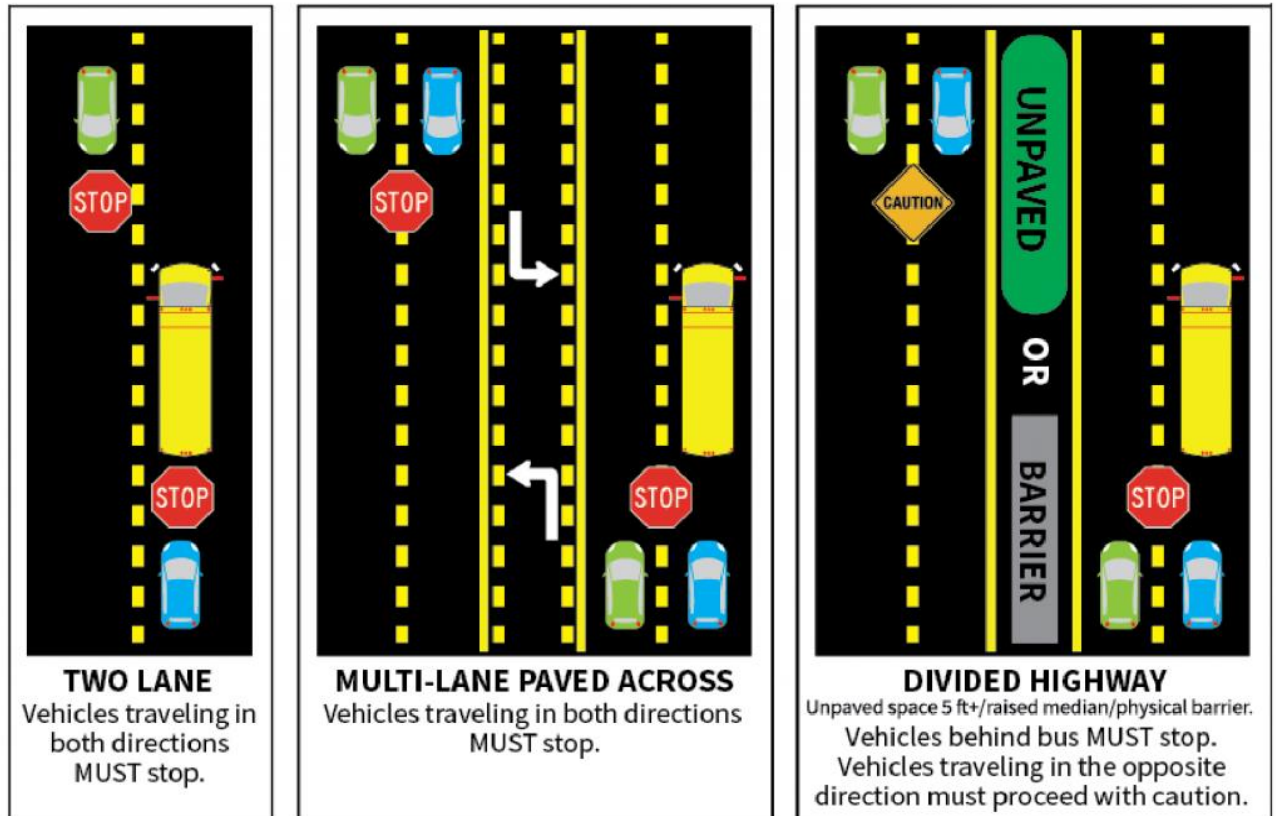 STOP
STOP
TWO LANE
Vehicles traveling in
both directions
MUST stop.
STOP
STOP
MULTI-LANE PAVED ACROSS
Vehicles traveling in both directions
MUST stop.
CAUTION
UNPAVED
OR
BARRIER
STOP
DIVIDED HIGHWAY
Unpaved space 5 ft+/raised median/physical barrier.
Vehicles behind bus MUST stop.
Vehicles traveling in the opposite
direction must proceed with caution.